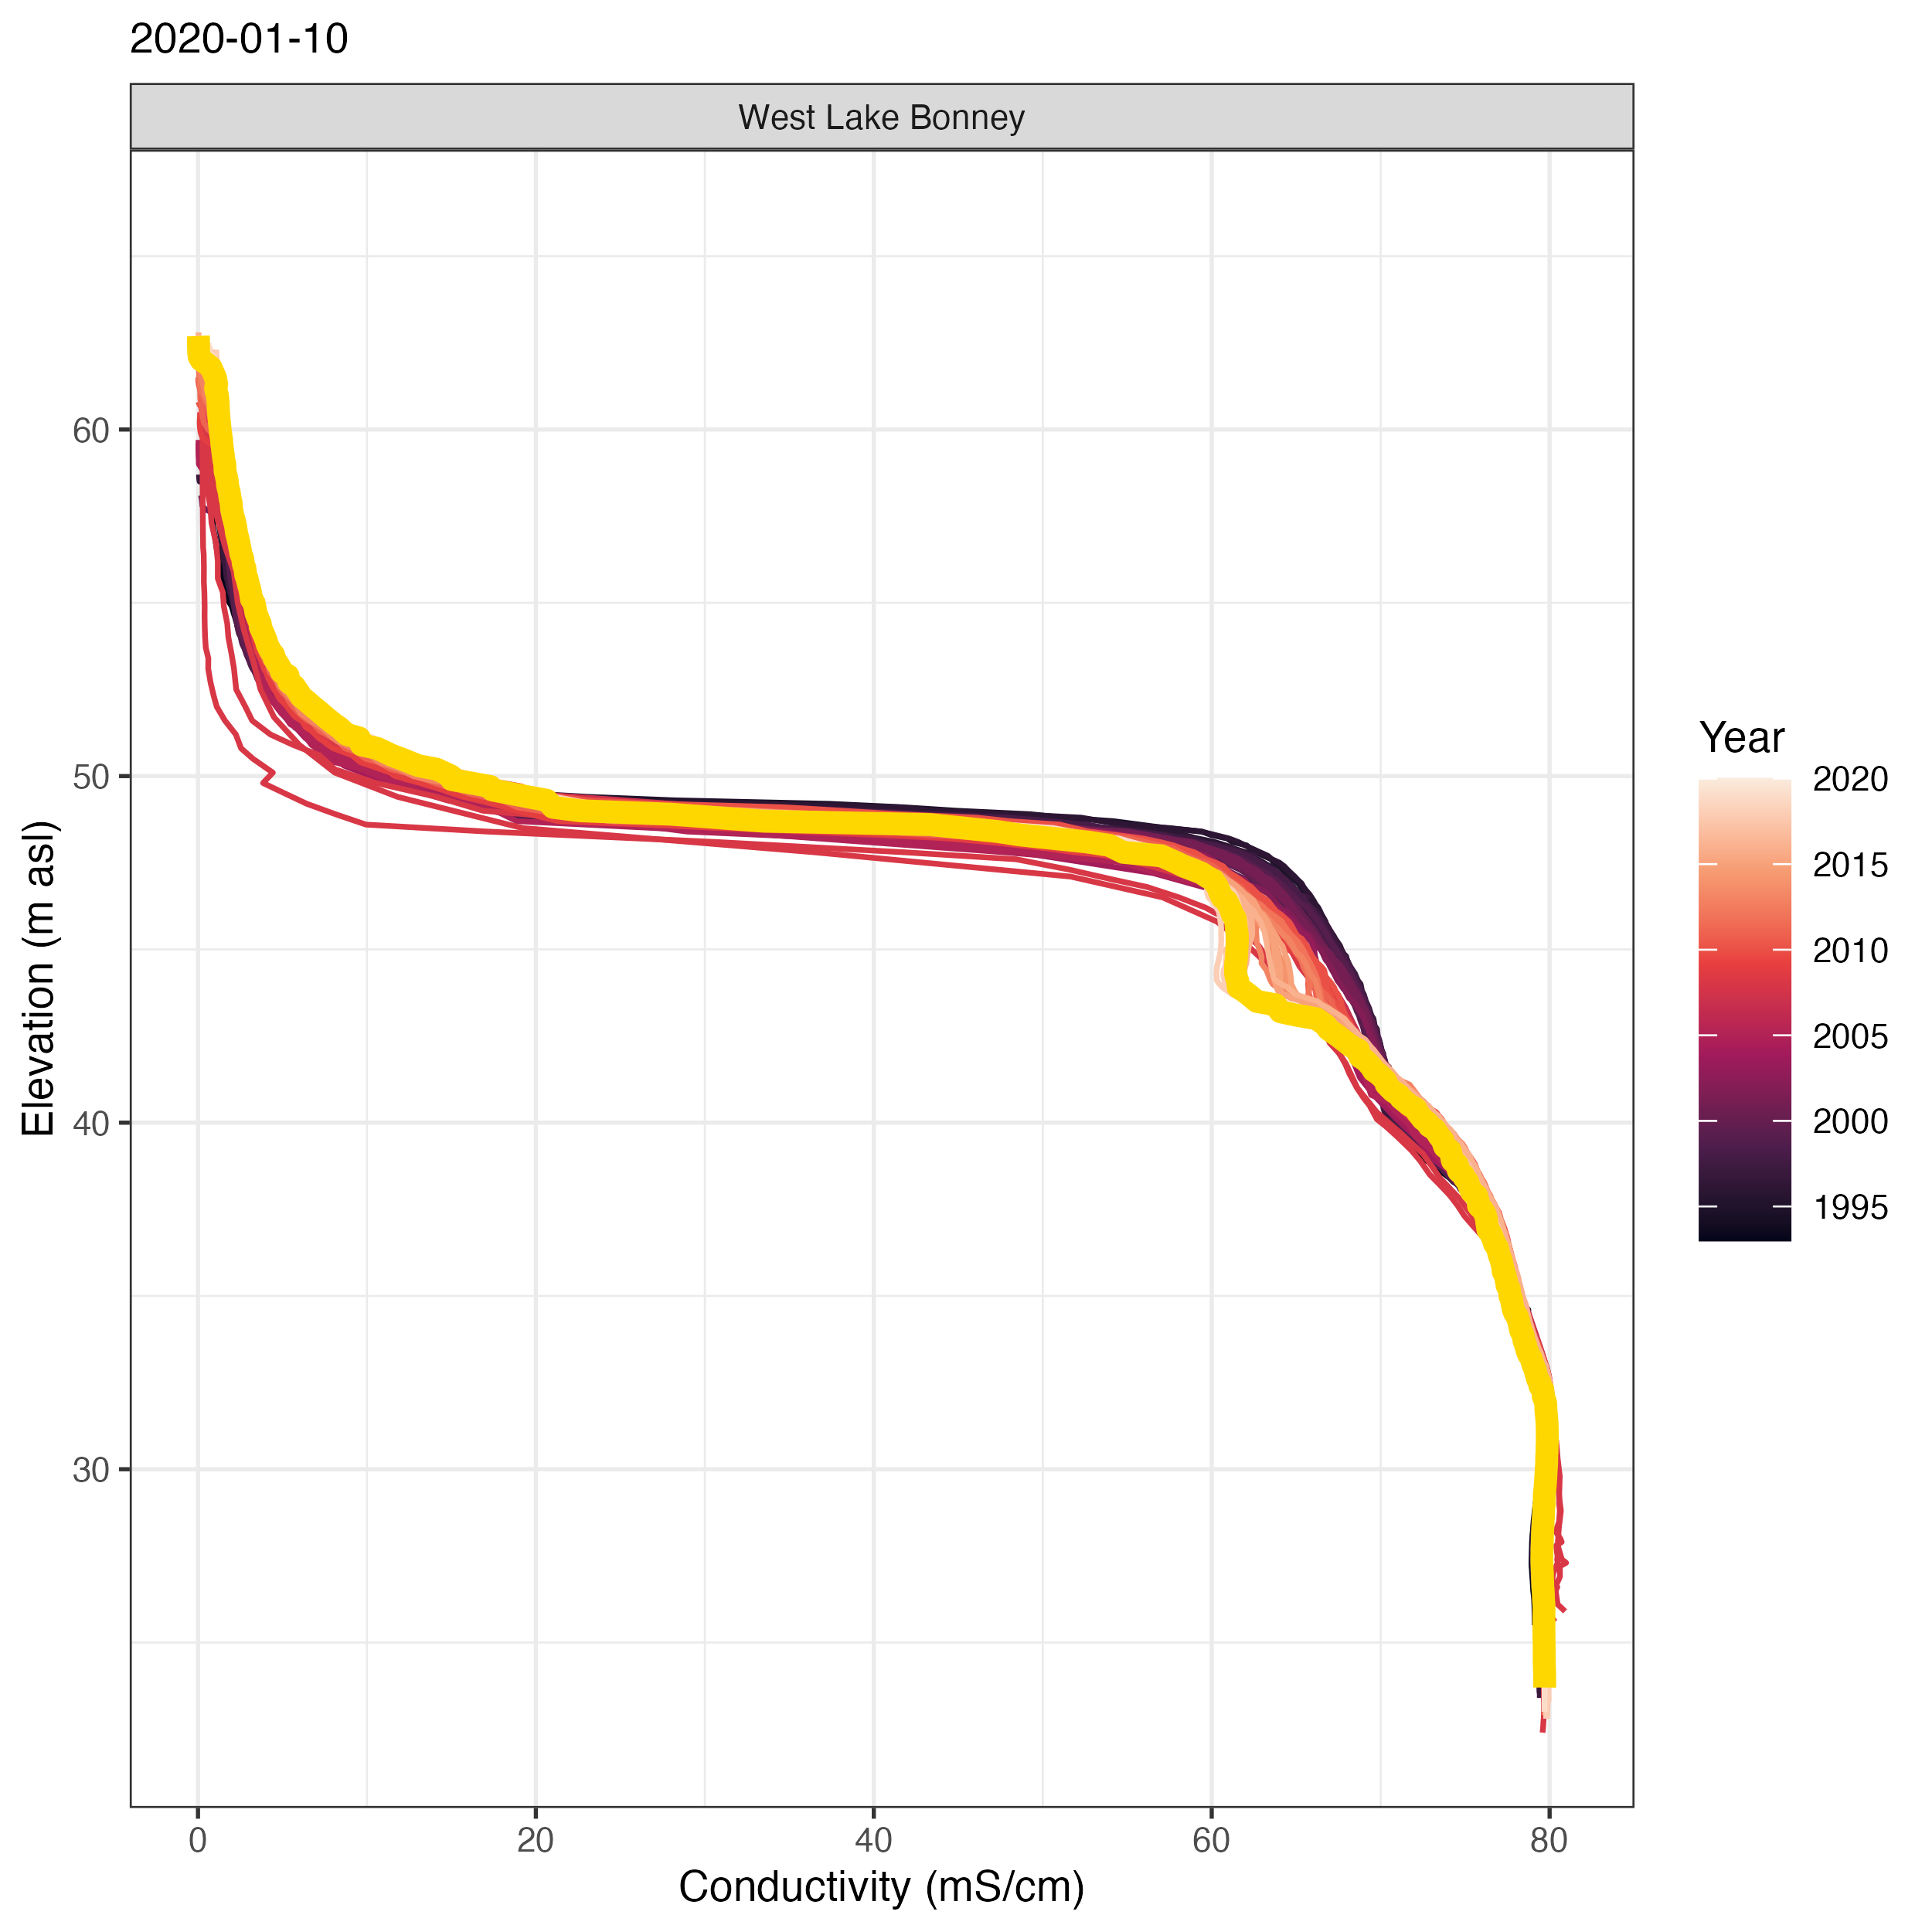 2020-01-10
West Lake Bonney
Elevation (m asl)
60
50
40
30
0 20 40 60 80
Conductivity (mS/cm)
Year
2020
2015
2010
2005
2000
1995